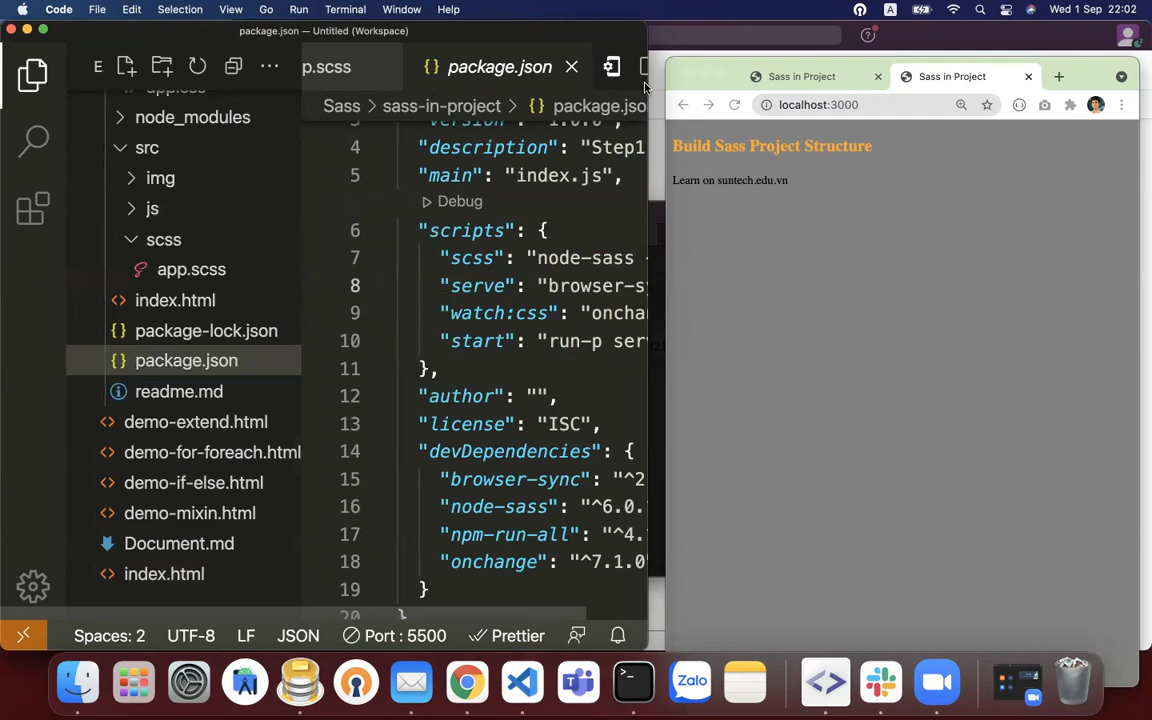 Code File Edit Selection View Go Run Terminal Window Help A Wed 1 Sep 22:02
package.json — Untitled (Workspace)
E
p.scss
package.json
Sass sass-in-project package.jso
node_modules
src
img
js
scss
app.scss
index.html
package-lock.json
package.json
readme.md
demo-extend.html
demo-for-foreach.html
demo-if-else.html
demo-mixin.html
Document.md
index.html
4 "description": "Step1
5 "main": "index.js",
Debug
6 "scripts": {
7 "scss": "node-sass -
8 "serve": "browser-sy
9 "watch:css": "onchan
10 "start": "run-p serv
11 },
12 "author": "",
13 "license": "ISC",
14 "devDependencies": {
15 "browser-sync": "^2
16 "node-sass": "^6.0.
17 "npm-run-all": "^4.
18 "onchange": "^7.1.0"
19 }
20 }
Spaces: 2 UTF-8 LF JSON Port : 5500 Prettier
Sass in Project
Sass in Project
localhost:3000
Build Sass Project Structure
Learn on suntech.edu.vn
Zalo